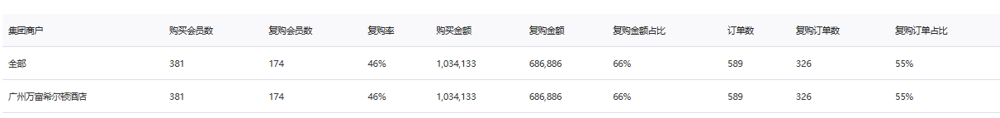 集团商户 购买会员数 复购会员数 复购率 购买金额 复购金额 复购金额占比 订单数 复购订单数 复购订单占比
全部 381 174 46% 1,034,133 686,886 66% 589 326 55%
广州万富希尔顿酒店 381 174 46% 1,034,133 686,886 66% 589 326 55%